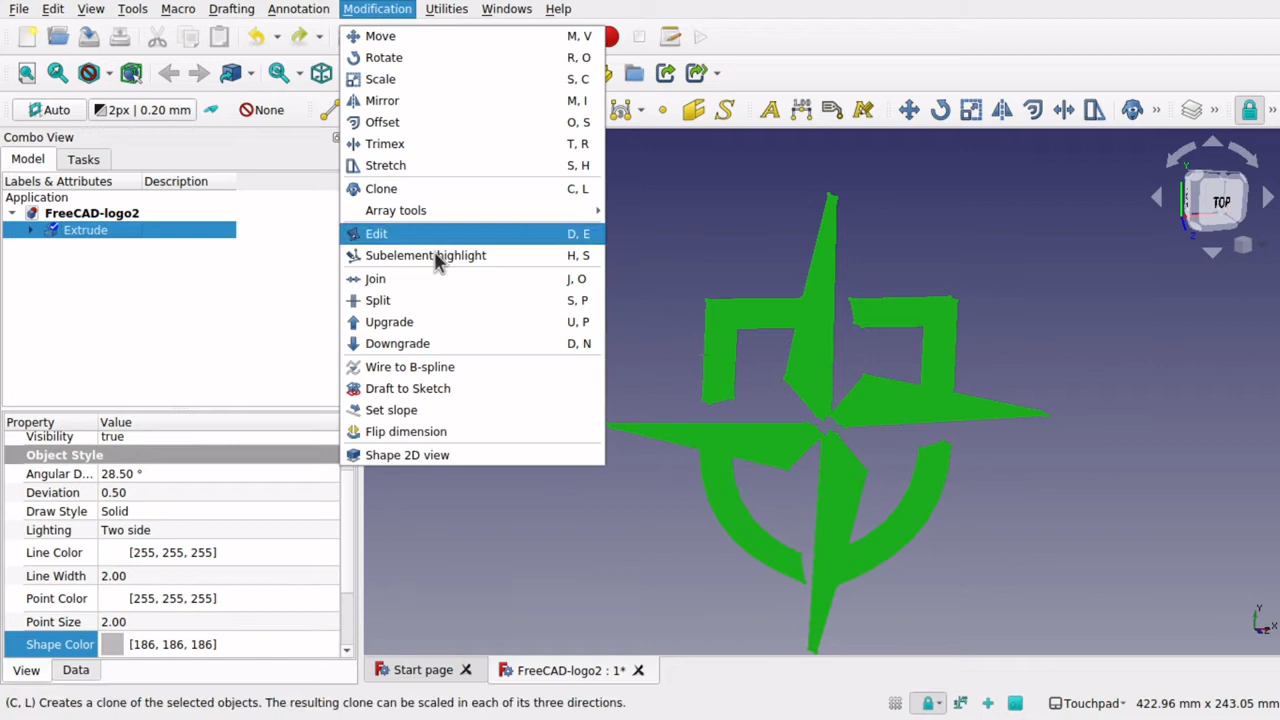 File Edit View Tools Macro Drafting Annotation Modification Utilities Windows Help
Auto 2px | 0.20 mm None
Combo View
Model Tasks
Labels & Attributes Description
Application
FreeCAD-logo2
Extrude
Property Value
Visibility true
Object Style
Angular D... 28.50 °
Deviation 0.50
Draw Style Solid
Lighting Two side
Line Color [255, 255, 255]
Line Width 2.00
Point Color [255, 255, 255]
Point Size 2.00
Shape Color [186, 186, 186]
View Data
Move M, V
Rotate R, O
Scale S, C
Mirror M, I
Offset O, S
Trimex T, R
Stretch S, H
Clone C, L
Array tools
Edit D, E
Subelement highlight H, S
Join J, O
Split S, P
Upgrade U, P
Downgrade D, N
Wire to B-spline
Draft to Sketch
Set slope
Flip dimension
Shape 2D view
TOP
Y
Z
Y
Start page FreeCAD-logo2 : 1*
(C, L) Creates a clone of the selected objects. The resulting clone can be scaled in each of its three directions.
Touchpad 422.96 mm x 243.05 mm